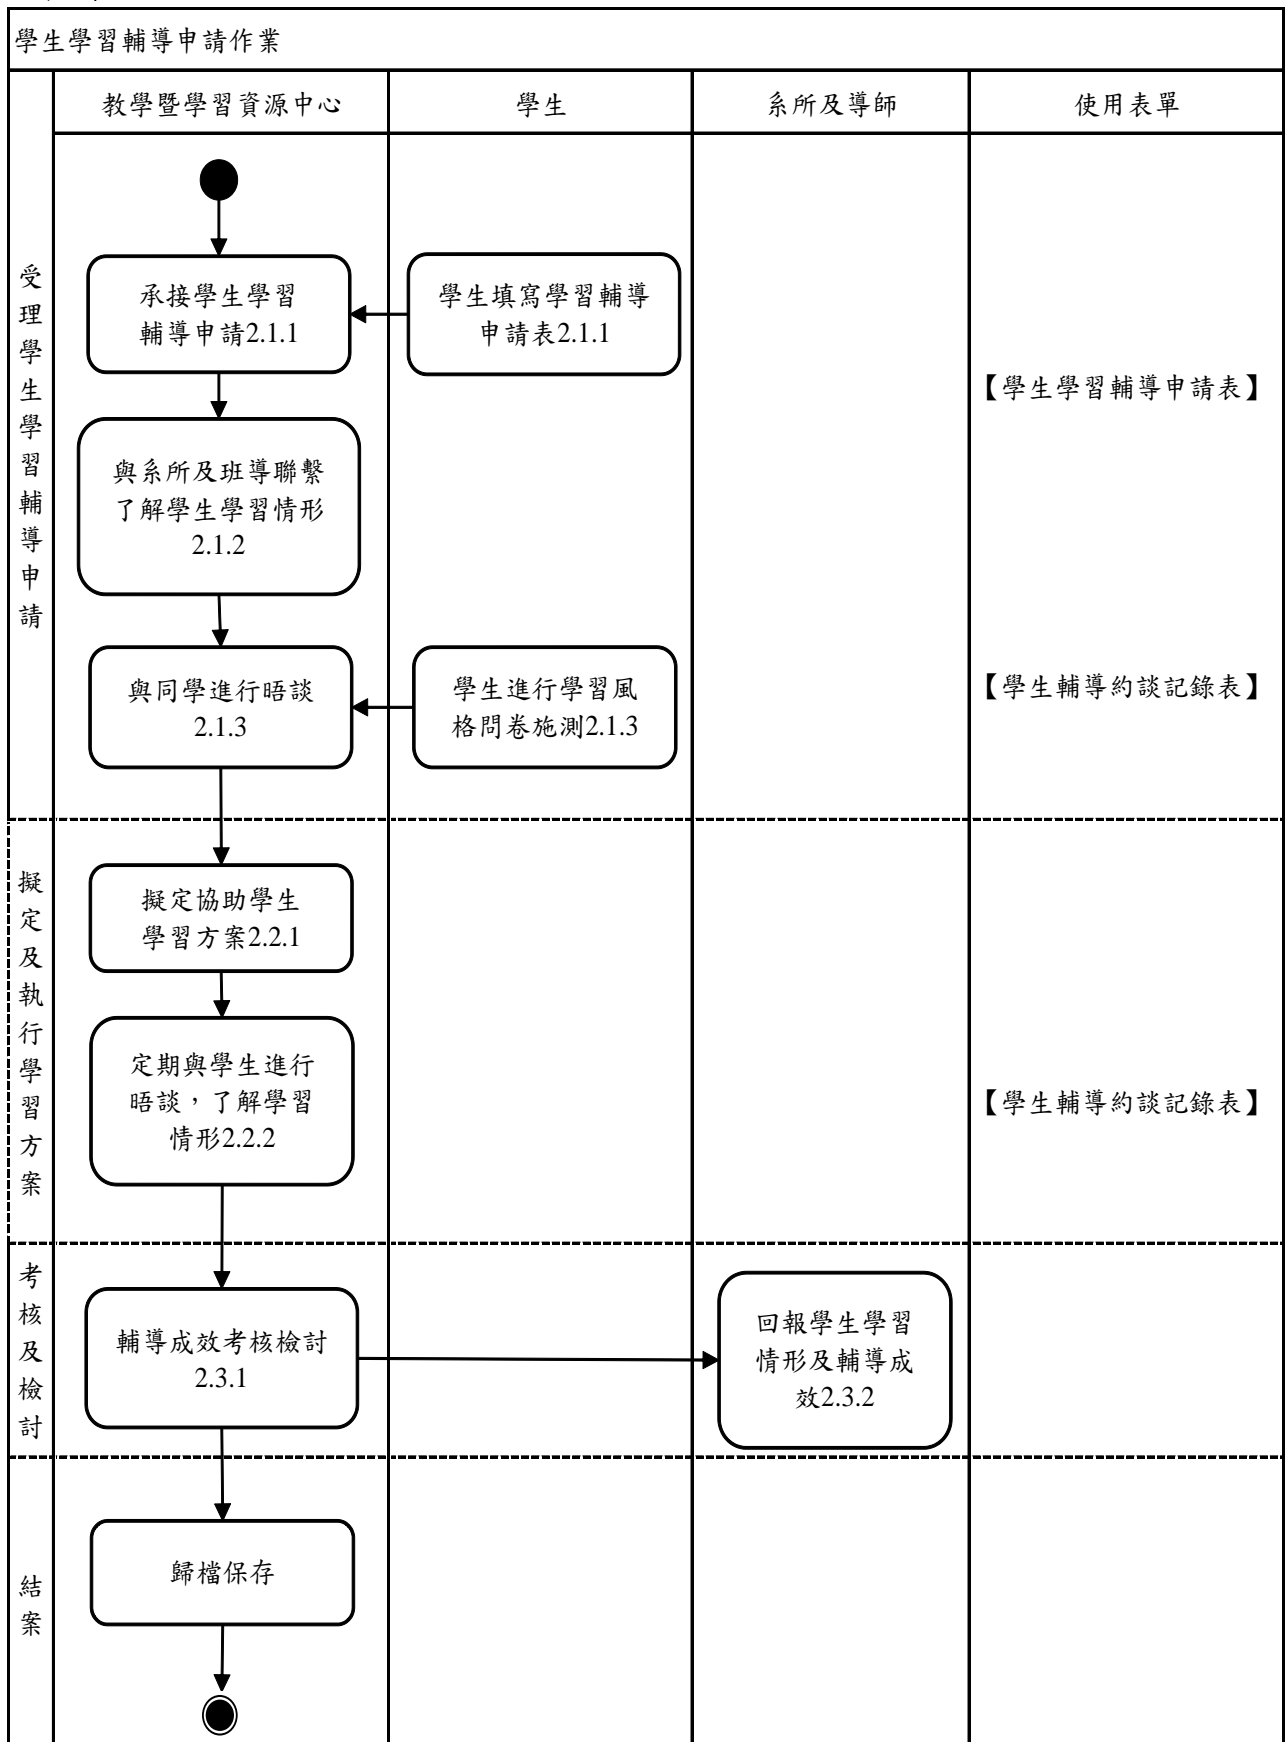 學生學習輔導申請作業
教學暨學習資源中心
學生
系所及導師
使用表單
受理學生學習輔導申請
承接學生學習
輔導申請2.1.1
學生填寫學習輔導
申請表2.1.1
【學生學習輔導申請表】
與系所及班導聯繫
了解學生學習情形
2.1.2
與同學進行晤談
2.1.3
學生進行學習風
格問卷施測2.1.3
【學生輔導約談記錄表】
擬定及執行學習方案
擬定協助學生
學習方案2.2.1
定期與學生進行
晤談，了解學習
情形2.2.2
【學生輔導約談記錄表】
考核及檢討
輔導成效考核檢討
2.3.1
回報學生學習
情形及輔導成
效2.3.2
結案
歸檔保存